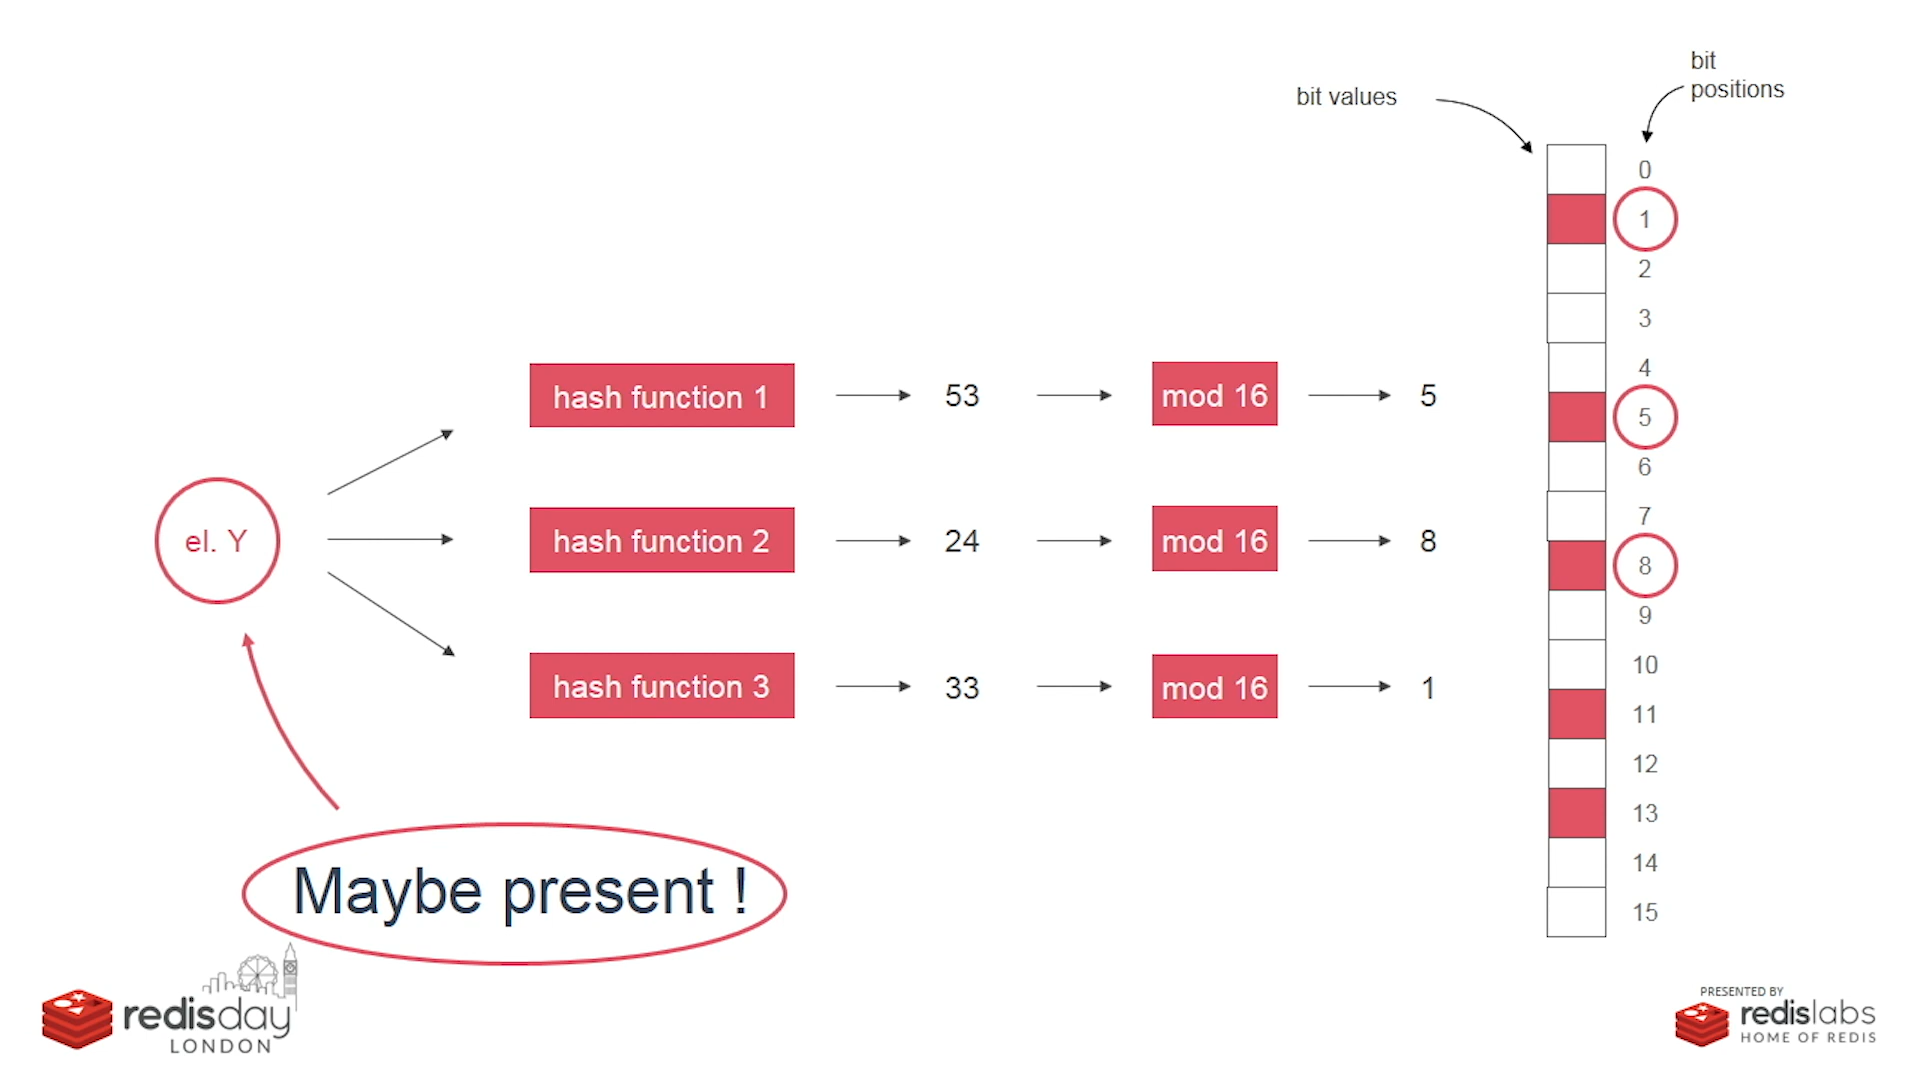 bit
positions
bit values
0
1
2
3
4
5
6
7
8
9
10
11
12
13
14
15
hash function 1
53
mod 16
5
el. Y
hash function 2
24
mod 16
8
hash function 3
33
mod 16
1
Maybe present !
redisday
LONDON
PRESENTED BY
redislabs
HOME OF REDIS